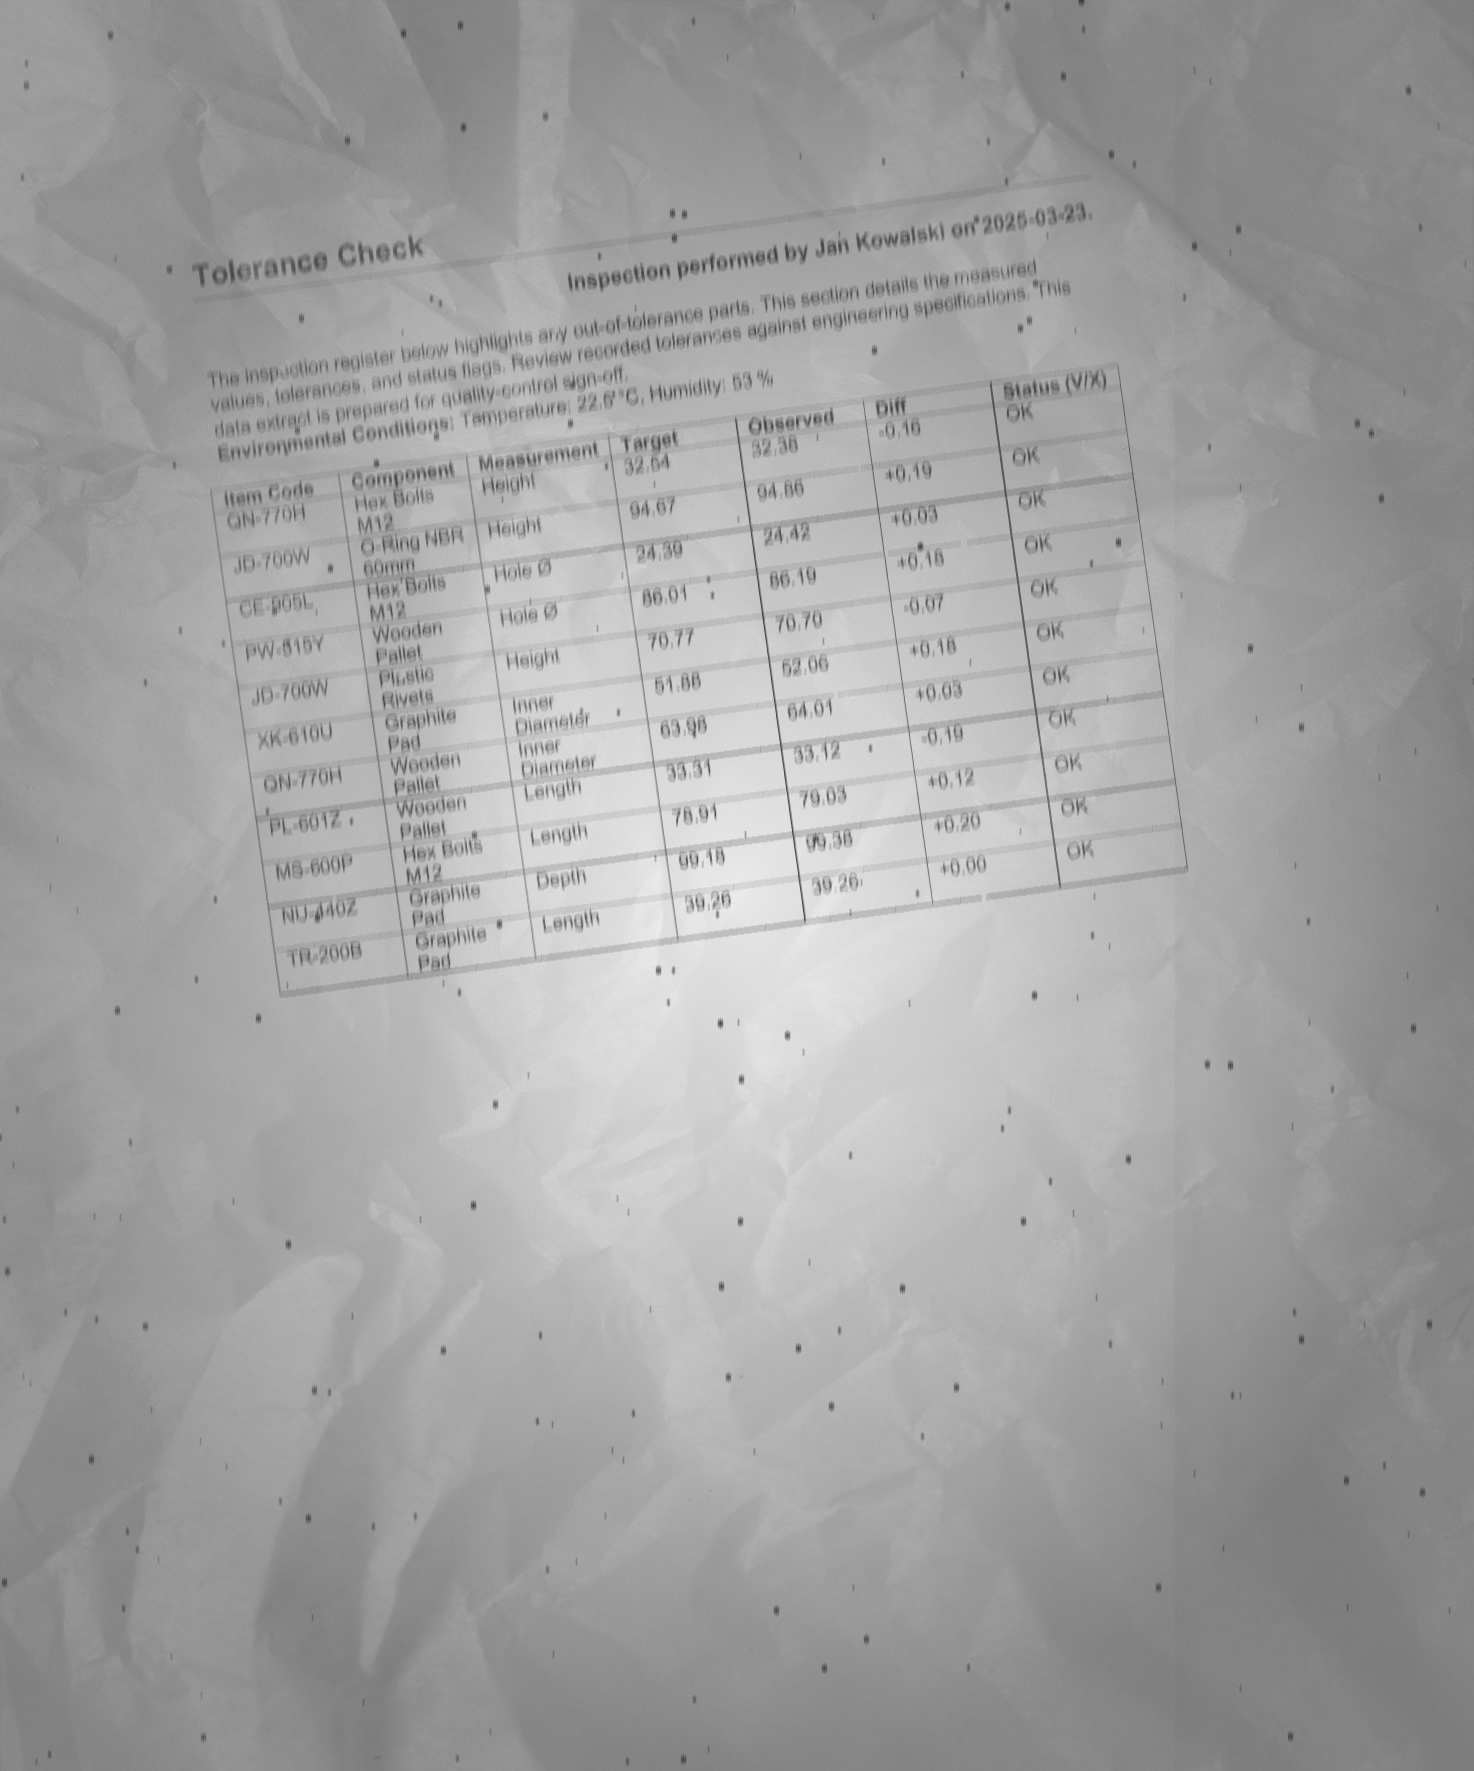 Tolerance Check
Inspection performed by Jan Kowalski on 2025-03-23.
The inspection register below highlights any out-of-tolerance parts. This section details the measured
values, tolerances, and status flags. Review recorded tolerances against engineering specifications. This
data extract is prepared for quality-control sign-off.
Environmental Conditions: Temperature: °C, Humidity: 53 %
Item Code Component Measurement Target Observed Diff Status (V/X)
QN-770H Hex Bolts M12 Height 32.54 32.38 -0.16 OK
JD-700W O-Ring NBR 60mm Height 94.67 94.86 +0.19 OK
CE-905L Hex Bolts M12 Hole Ø 24.39 24.42 +0.03 OK
Wooden Pallet Hole Ø 86.01 86.19 +0.18 OK
JD-700W Plastic Rivets Height 70.77 70.70 -0.07 OK
XK-610U Graphite Pad Inner Diameter 51.88 52.06 +0.18 OK
QN-770H Wooden Pallet Inner Diameter 63.98 64.01 +0.03 OK
PL-601Z Wooden Pallet Length 33.31 33.12 -0.19 OK
MS-600P Hex Bolts M12 Length 78.91 79.03 +0.12 OK
Graphite Pad Depth 99.18 99.38 +0.20 OK
TR-200B Graphite Pad Length 39.26 39.26 +0.00 OK